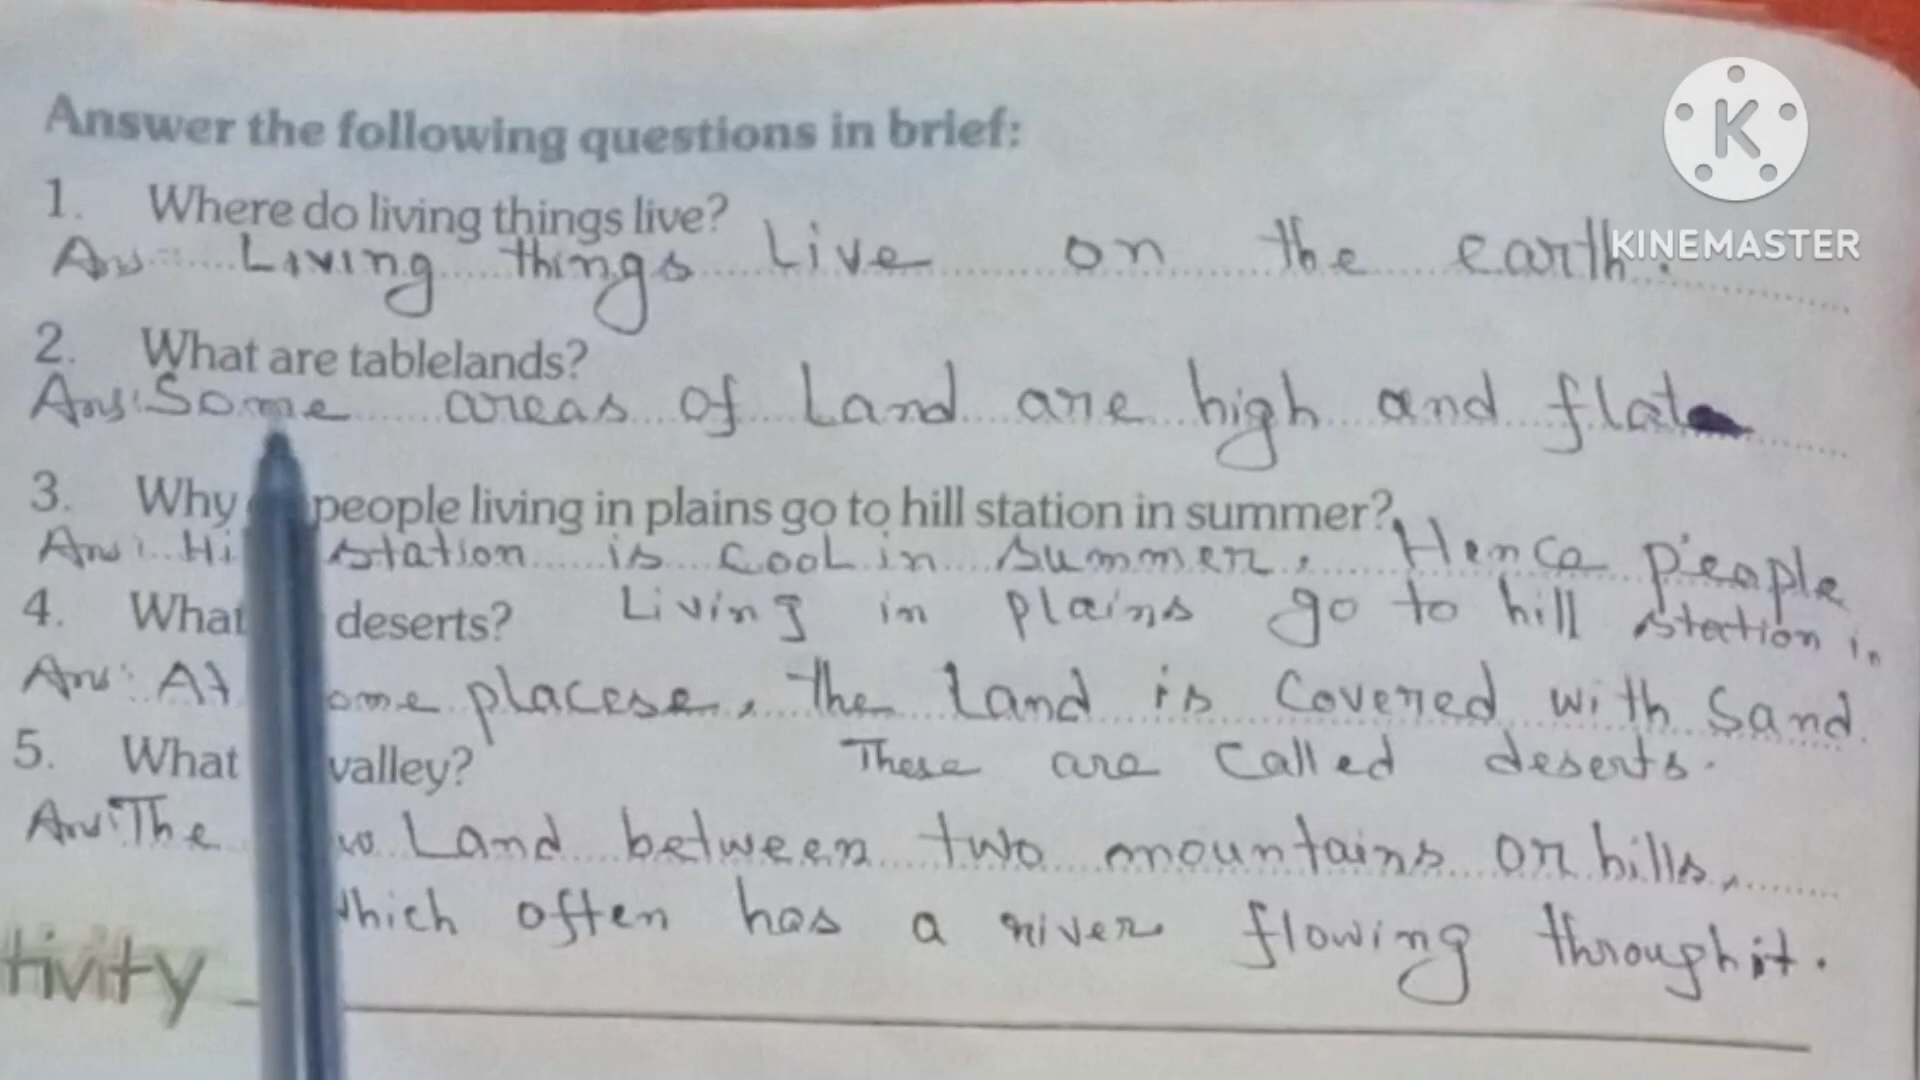 Answer the following questions in brief:
1. Where do living things live?
Ans: Living things Live on the earth.
KINEMASTER
2. What are tablelands?
Ans: Some areas of Land are high and flat
3. Why people living in plains go to hill station in summer?
Ans: Hi station is cool in summer. Hence people
4. What deserts? Living in plains go to hill station in
Ans: At ome placese, the Land is Covered with Sand.
5. What valley? These are Called deserts.
Ans: The w Land between two mountains or hills,
which often has a river flowing through it.
tivity